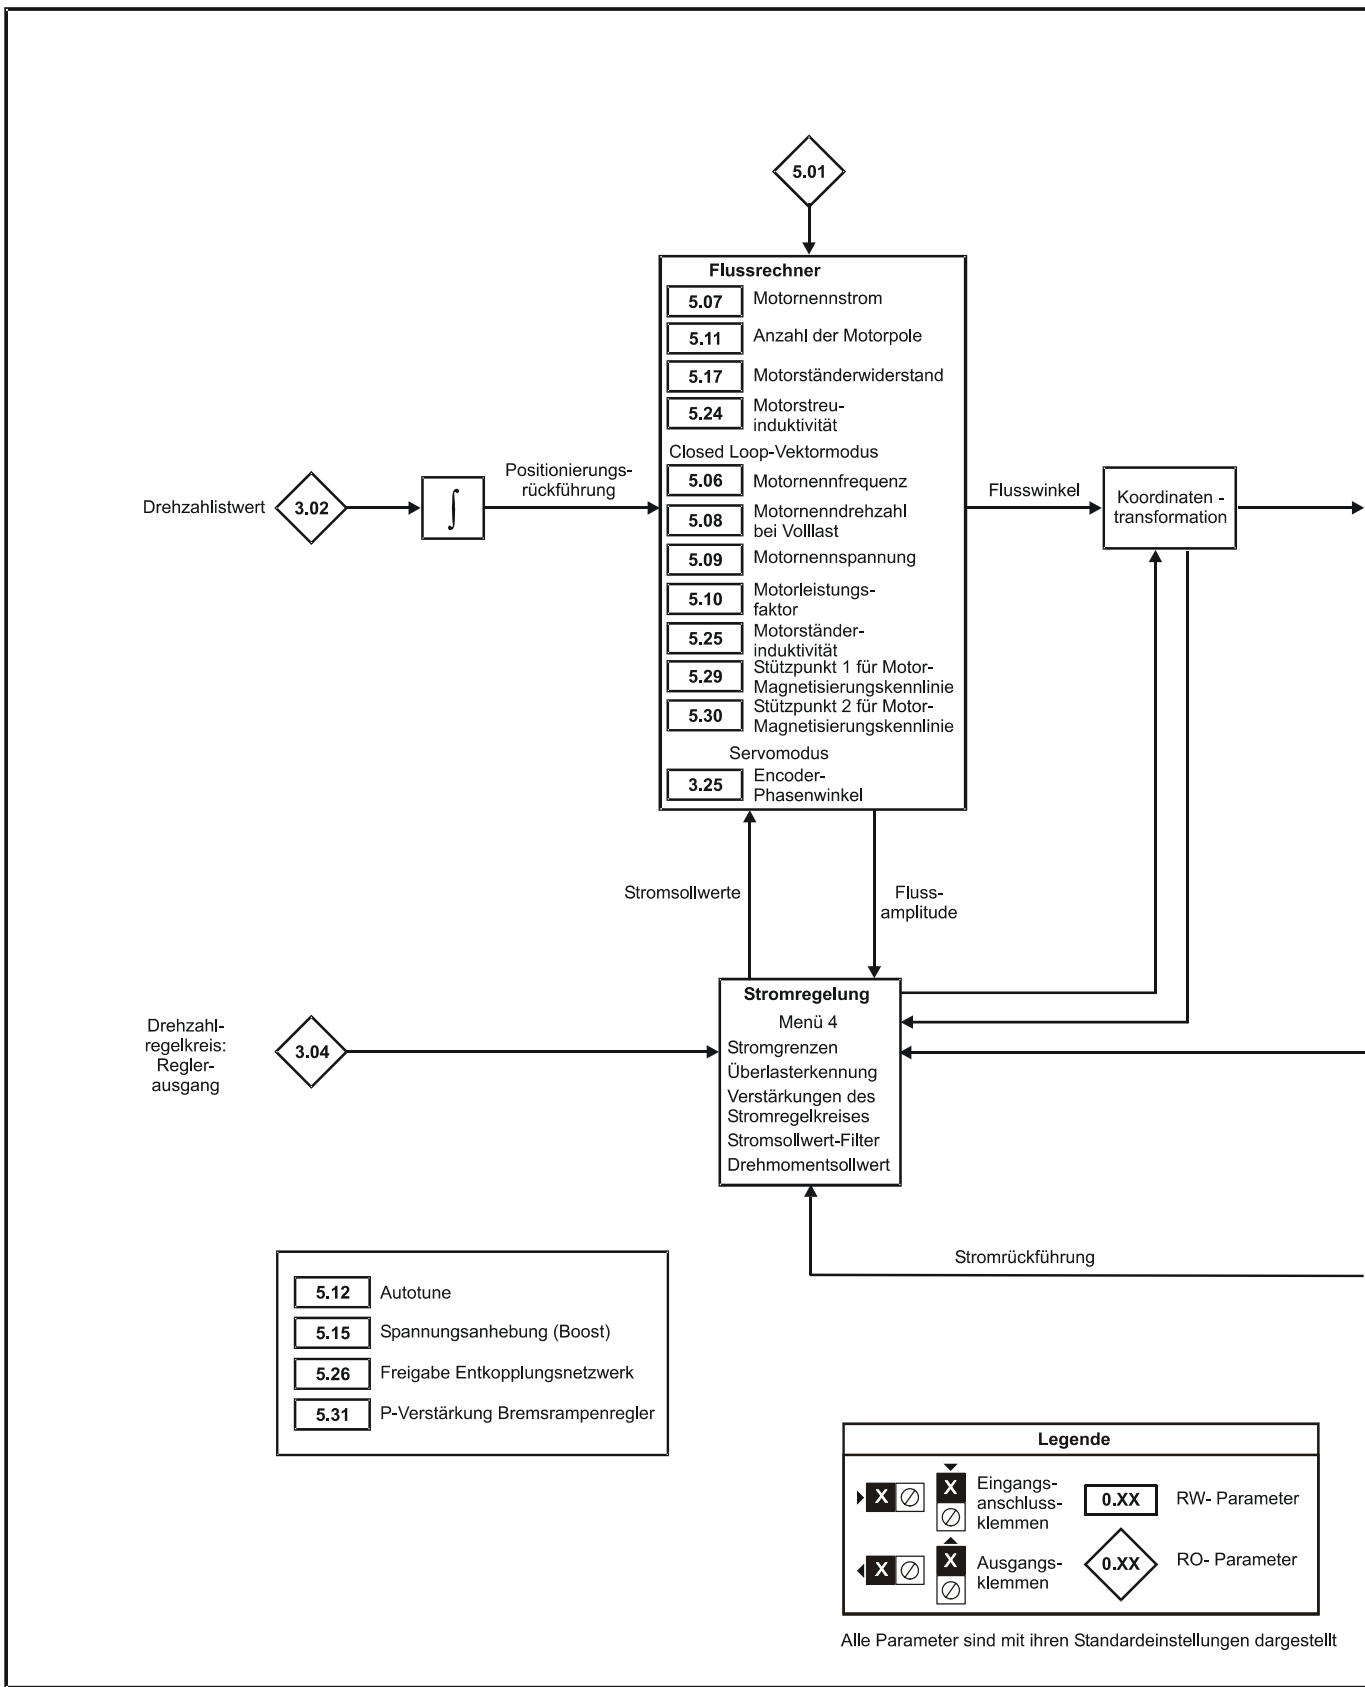 5.01
Flussrechner
5.07 Motornennstrom
5.11 Anzahl der Motorpole
5.17 Motorständerwiderstand
5.24 Motorstreu-
induktivität
Closed Loop-Vektormodus
5.06 Motornennfrequenz
5.08 Motornenndrehzahl
bei Volllast
5.09 Motornennspannung
5.10 Motorleistungs-
faktor
5.25 Motorständer-
induktivität
5.29 Stützpunkt 1 für Motor-
Magnetisierungskennlinie
5.30 Stützpunkt 2 für Motor-
Magnetisierungskennlinie
Servomodus
3.25 Encoder-
Phasenwinkel
Drehzahlistwert
3.02
∫
Positionierungs-
rückführung
Flusswinkel
Koordinaten -
transformation
Stromsollwerte
Fluss-
amplitude
Drehzahl-
regelkreis:
Regler-
ausgang
3.04
Stromregelung
Menü 4
Stromgrenzen
Überlasterkennung
Verstärkungen des
Stromregelkreises
Stromsollwert-Filter
Drehmomentsollwert
Stromrückführung
5.12 Autotune
5.15 Spannungsanhebung (Boost)
5.26 Freigabe Entkopplungsnetzwerk
5.31 P-Verstärkung Bremsrampenregler
Legende
X X Eingangs-
anschluss-
klemmen
0.XX RW- Parameter
X X Ausgangs-
klemmen
0.XX RO- Parameter
Alle Parameter sind mit ihren Standardeinstellungen dargestellt